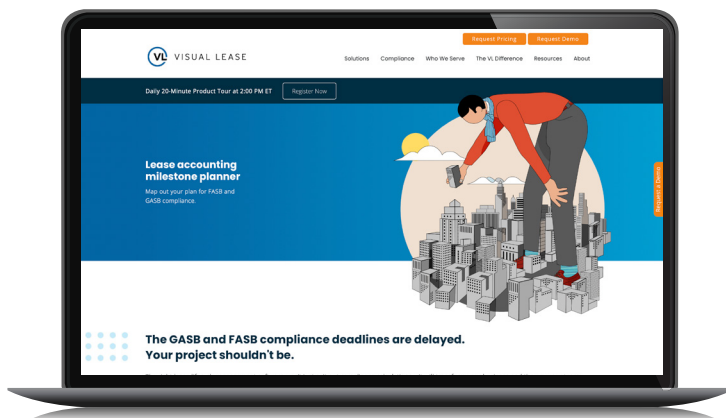 Request Pricing
Request Demo
VL VISUAL LEASE
Solutions Compliance Who We Serve The VL Difference Resources About
Daily 20-Minute Product Tour at 2:00 PM ET
Register Now
Lease accounting
milestone planner
Map out your plan for FASB and
GASB compliance.
Request A Demo
The GASB and FASB compliance deadlines are delayed.
Your project shouldn't be.